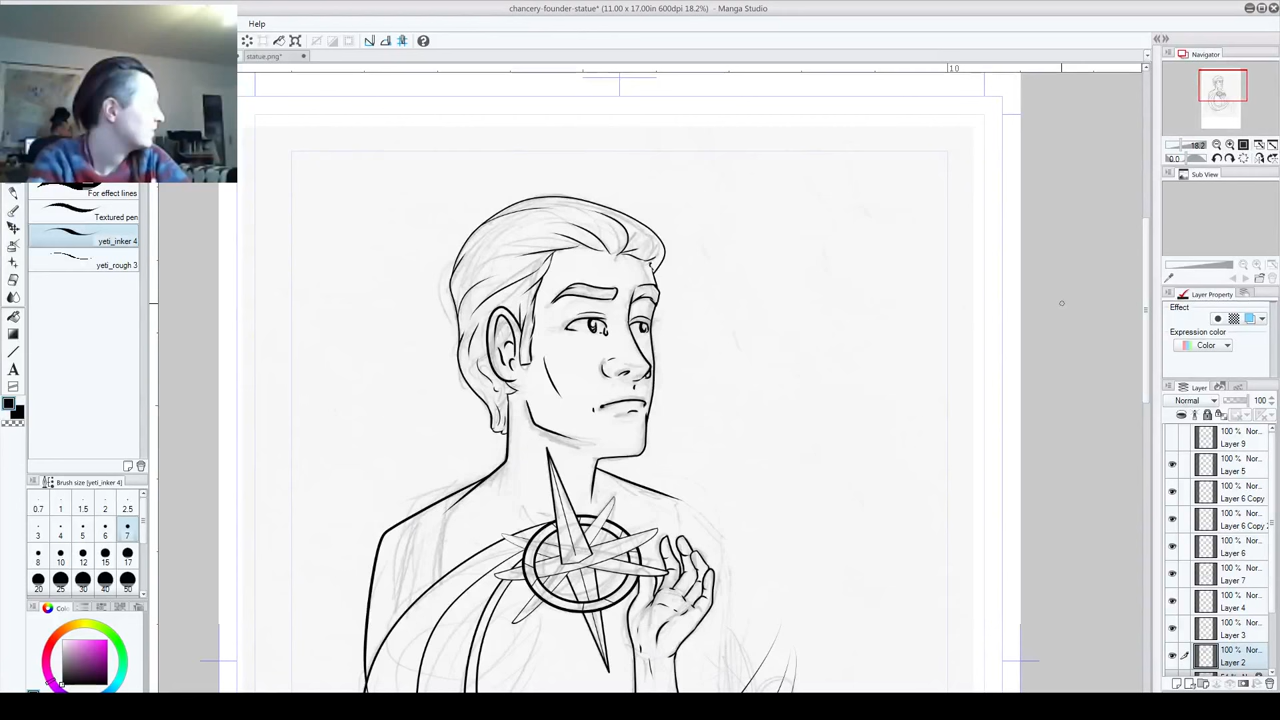 chancery-founder-statue* (11.00 x 17.00in 600dpi 18.2%) - Manga Studio
Help
statue.png*
10
For effect lines
Textured pen
yeti_inker 4
yeti_rough 3
Brush size [yeti_inker 4]
0.7 1 1.5 2 2.5
3 4 5 6 7
8 10 12 15 17
20 25 30 40 50
Navigator
18.2
0.0
Sub View
Layer Property
Effect
Expression color
Color
Layer
Normal 100
100 % Nor...
Layer 9
100 % Nor...
Layer 5
100 % Nor...
Layer 6 Copy
100 % Nor...
Layer 6 Copy
100 % Nor...
Layer 6
100 % Nor...
Layer 7
100 % Nor...
Layer 4
100 % Nor...
Layer 3
100 % Nor...
Layer 2